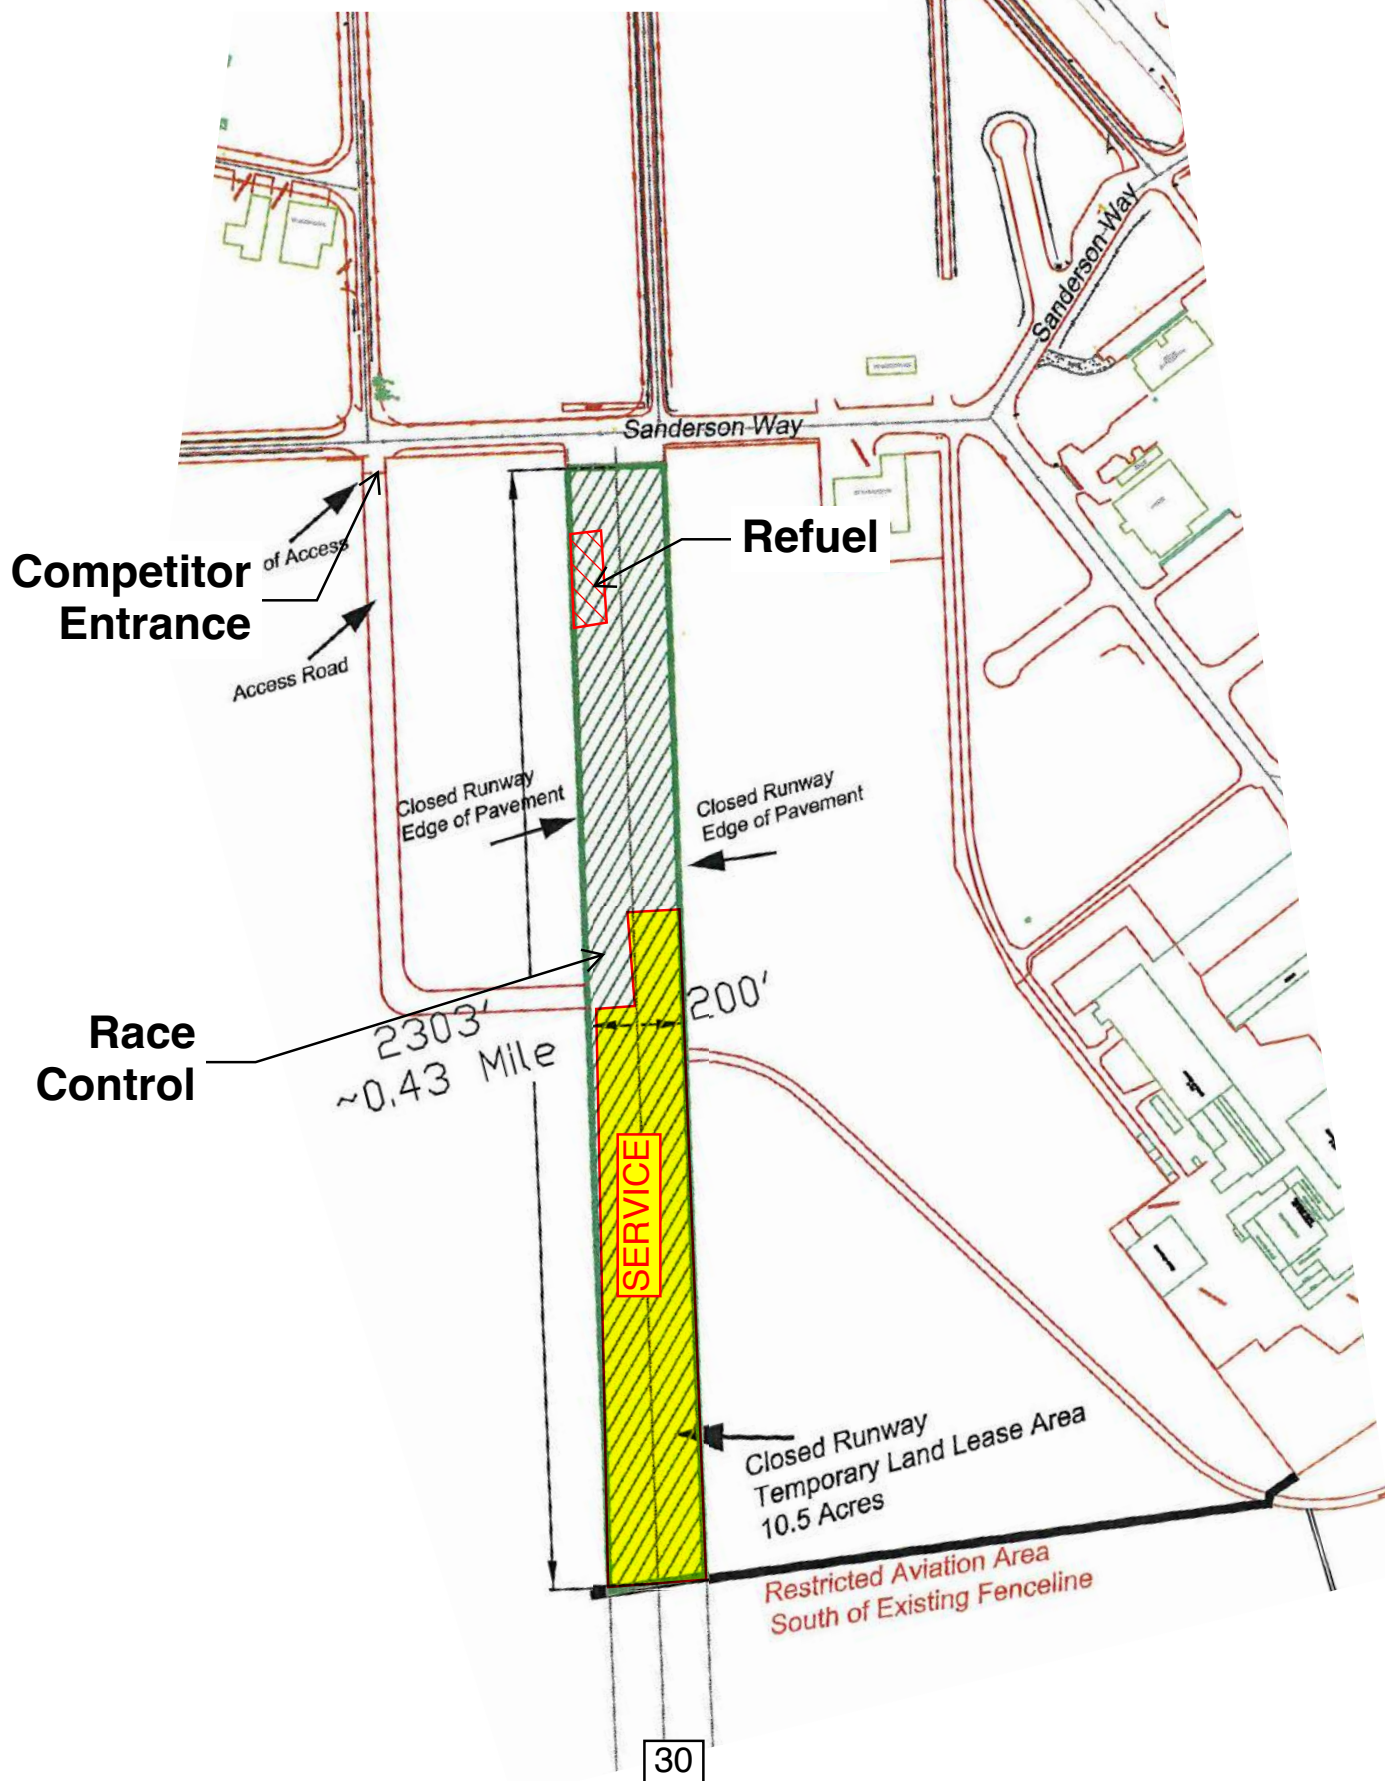 Sanderson Way
Sanderson Way
of Access
Competitor
Entrance
Refuel
Access Road
Closed Runway
Edge of Pavement
Closed Runway
Edge of Pavement
Race
Control
2303'
~0.43 Mile
200'
SERVICE
Closed Runway
Temporary Land Lease Area
10.5 Acres
Restricted Aviation Area
South of Existing Fenceline
30